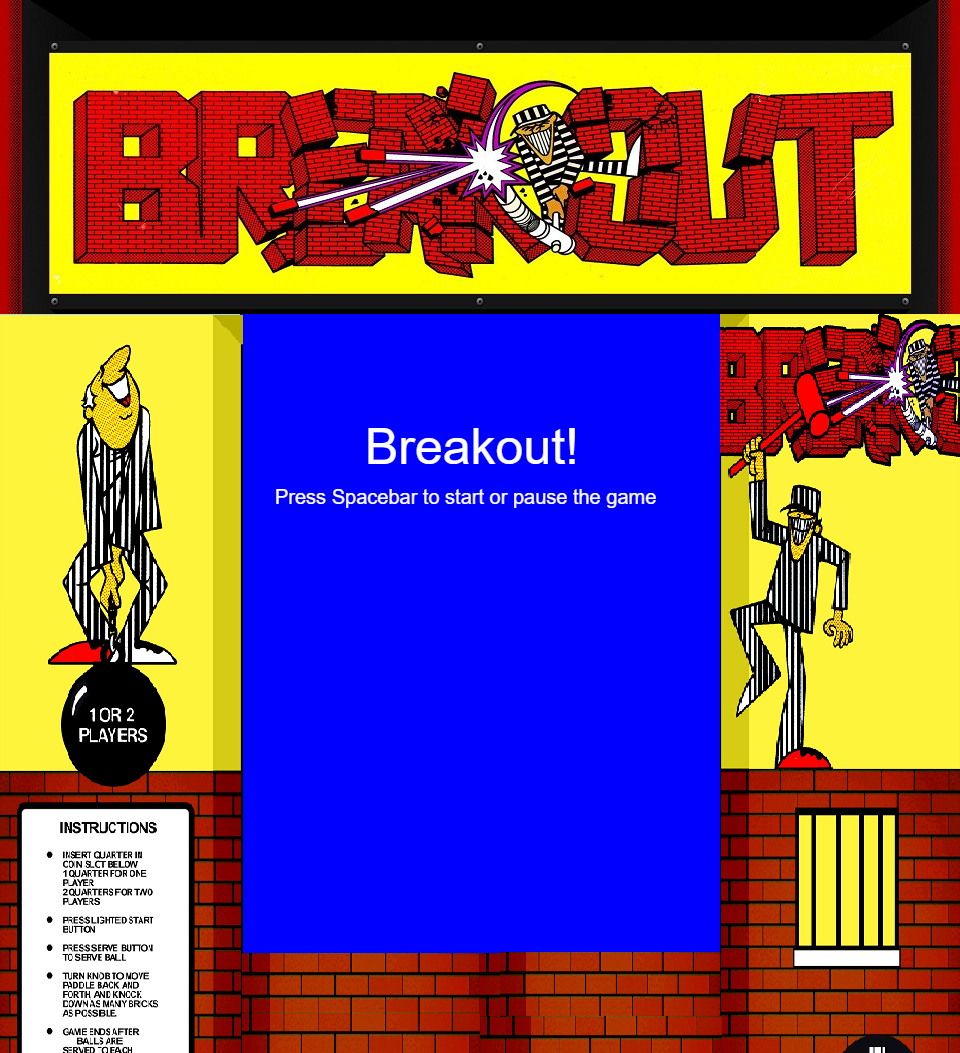 BREAKOUT
BREAKO
Breakout!
Press Spacebar to start or pause the game
1 OR 2
PLAYERS
INSTRUCTIONS
INSERT QUARTER IN
COIN SLOT BELOW
1 QUARTER FOR ONE
PLAYER
2 QUARTERS FOR TWO
PLAYERS
PRESS LIGHTED START
BUTTON
PRESS SERVE BUTTON
TO SERVE BALL
TURN KNOB TO MOVE
PADDLE BACK AND
FORTH AND KNOCK
DOWN AS MANY BRICKS
AS POSSIBLE.
GAME ENDS AFTER
BALLS ARE
SERVED TO EACH